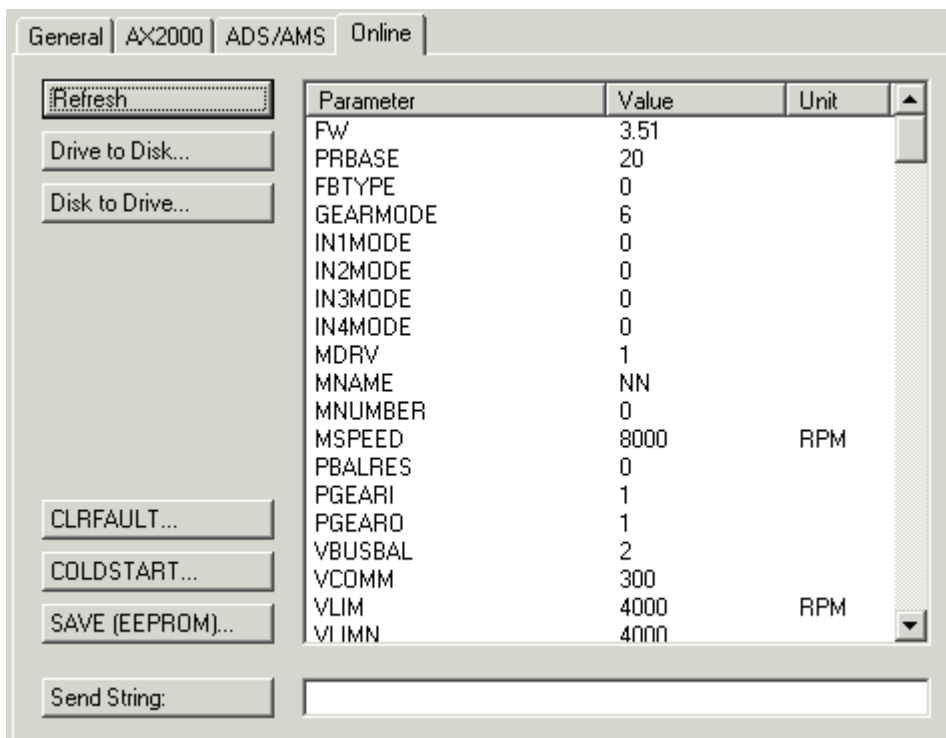 General AX2000 ADS/AMS Online
Refresh
Drive to Disk...
Disk to Drive...
CLRFAULT...
COLDSTART...
SAVE (EEPROM)...
Parameter Value Unit
FW 3.51
PRBASE 20
FBTYPE 0
GEARMODE 6
IN1MODE 0
IN2MODE 0
IN3MODE 0
IN4MODE 0
MDRV 1
MNAME NN
MNUMBER 0
MSPEED 8000 RPM
PBALRES 0
PGEARI 1
PGEARO 1
VBUSBAL 2
VCOMM 300
VLIM 4000 RPM
VLIMN 4000
Send String: